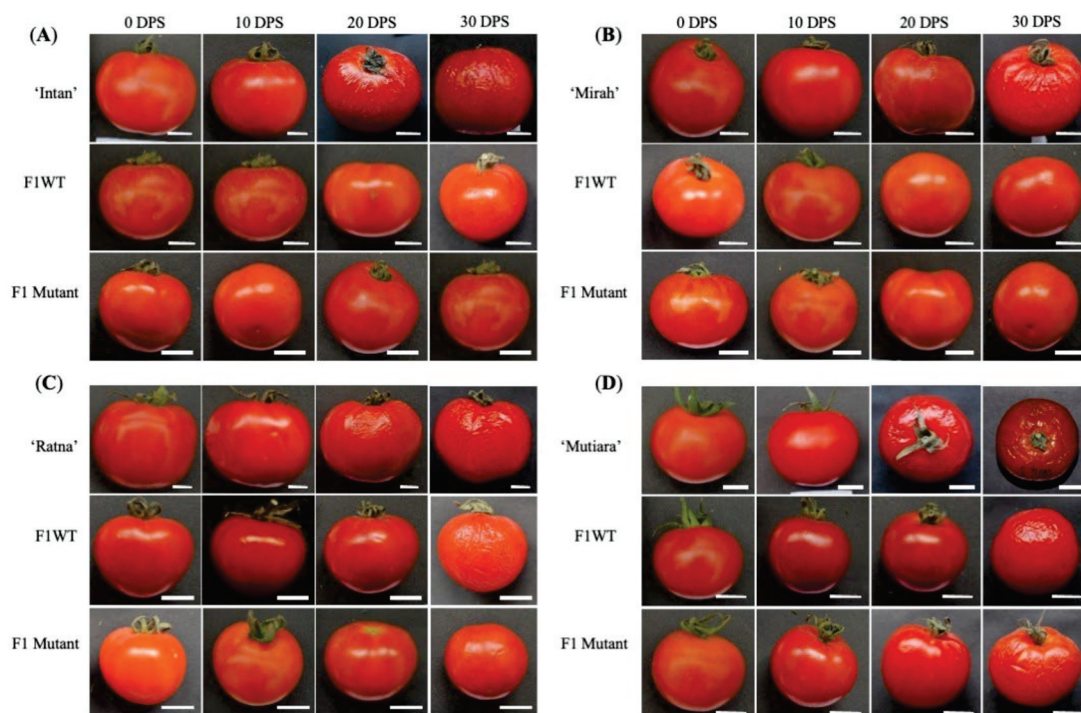 0 DPS 10 DPS 20 DPS 30 DPS
(A)
'Intan'
F1WT
F1 Mutant
0 DPS 10 DPS 20 DPS 30 DPS
(B)
'Mirah'
F1WT
F1 Mutant
(C)
'Ratna'
F1WT
F1 Mutant
(D)
'Mutiara'
F1WT
F1 Mutant